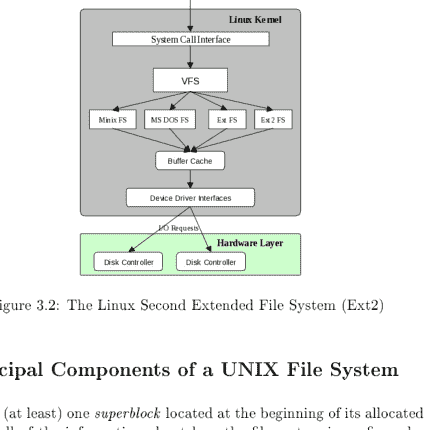 Linux Kernel
System Call Interface
VFS
Minix FS
MS DOS FS
Ext FS
Ext2 FS
Buffer Cache
Device Driver Interfaces
I/O Requests
Hardware Layer
Disk Controller
Disk Controller
igure 3.2: The Linux Second Extended File System (Ext2)
cipal Components of a UNIX File System
(at least) one superblock located at the beginning of its allocated